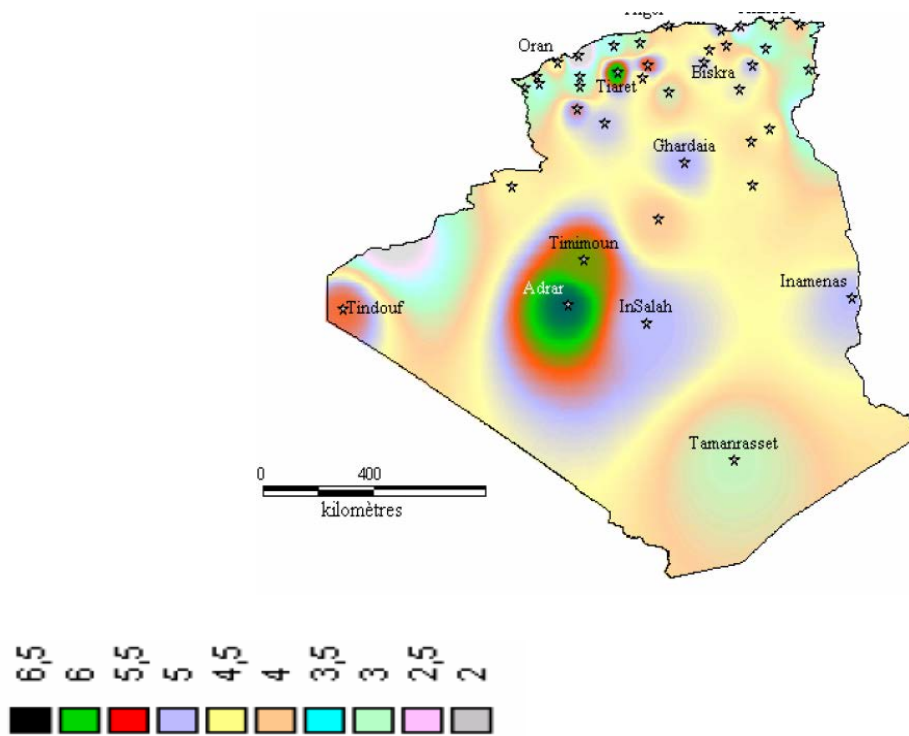 Oran
Tiaret
Biskra
Ghardaia
Timimoun
Adrar
InSalah
Inamenas
Tindouf
Tamanrasset
0 400
kilomètres
6,5 6 5,5 5 4,5 4 3,5 3 2,5 2